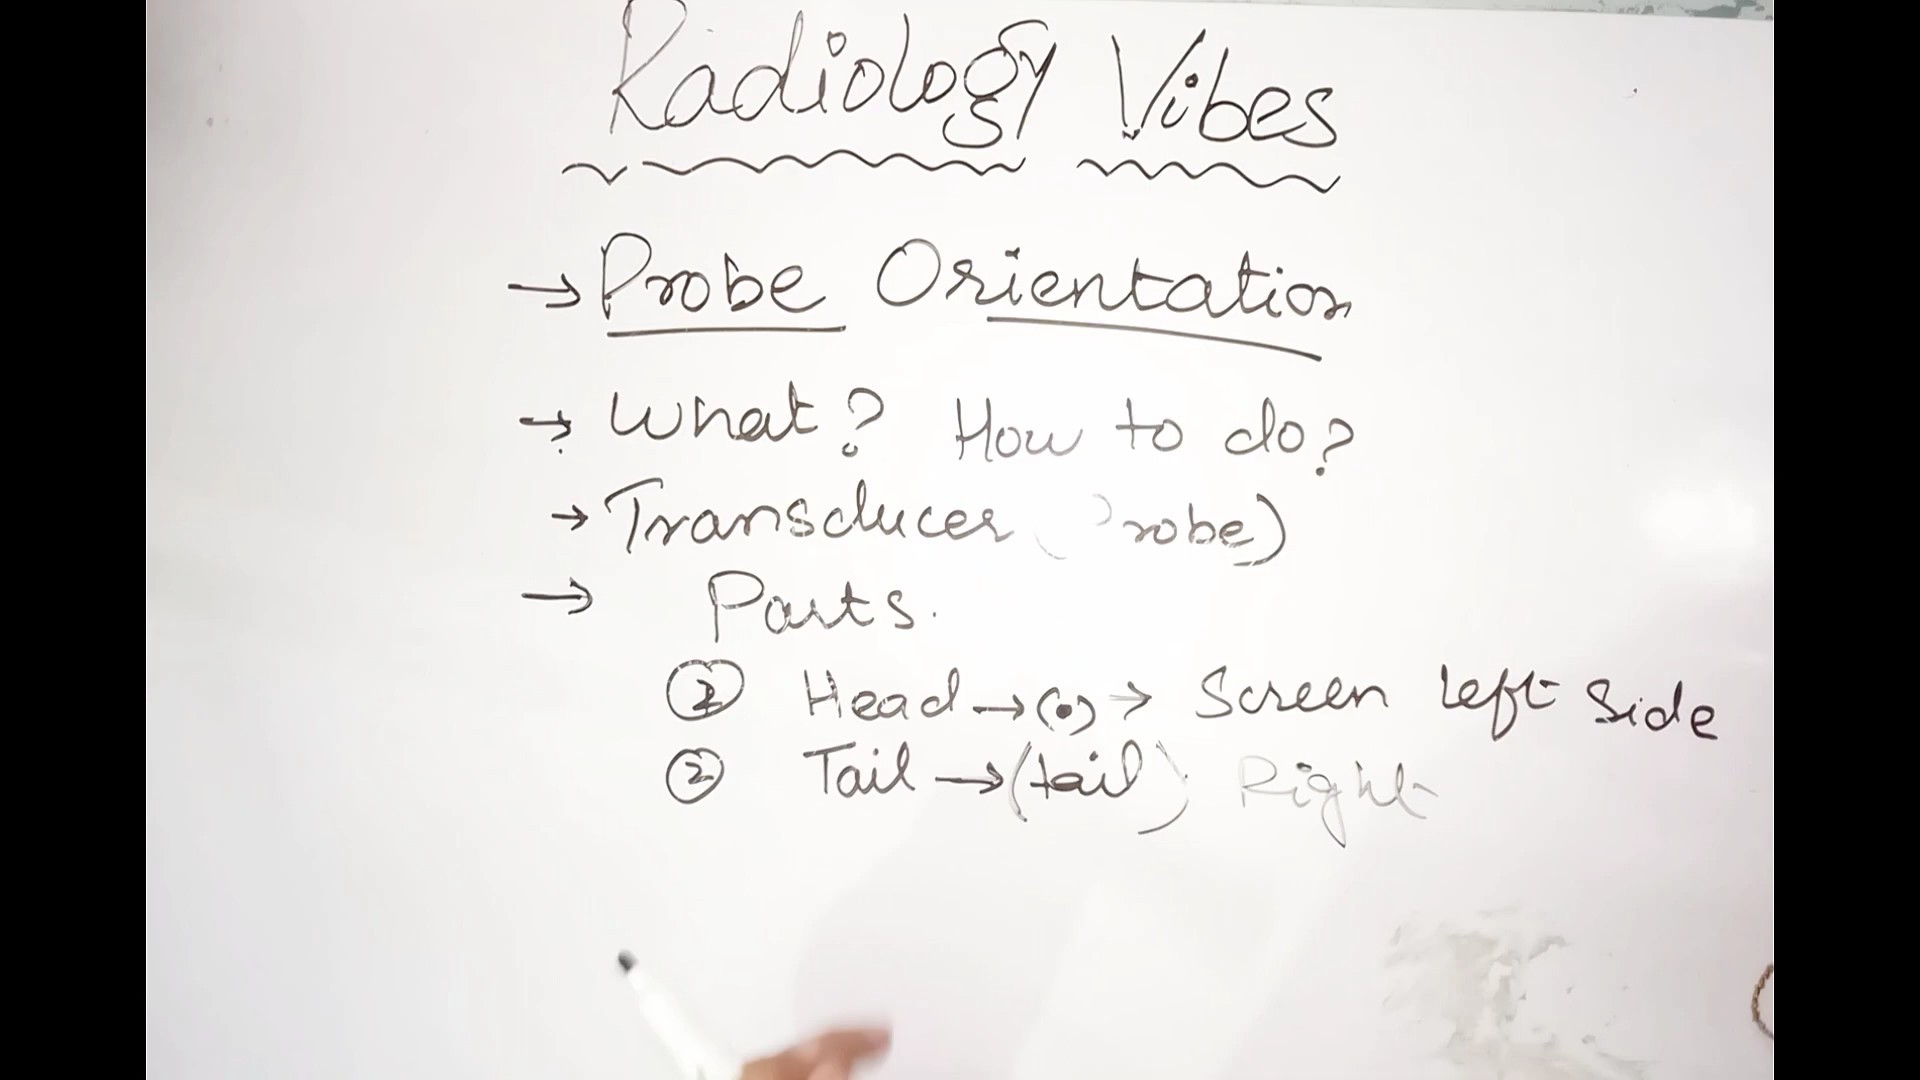 Radiology Vibes
→ Probe Orientation
→ What? How to do?
→ Transducer (Probe)
→ Parts.
① Head → (•) → Screen left Side
② Tail → (tail) Right